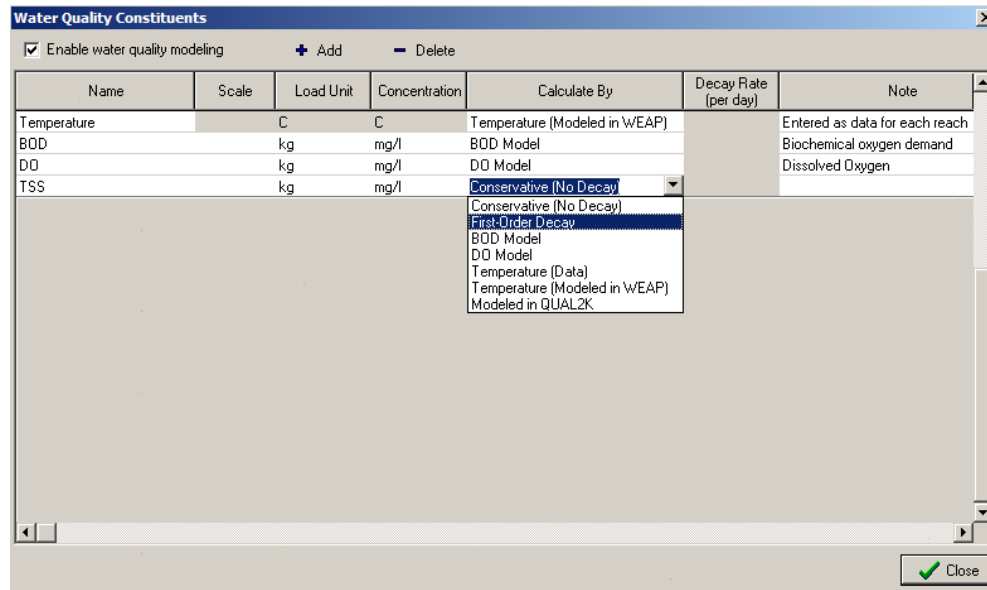 Water Quality Constituents
Enable water quality modeling + Add - Delete
Name Scale Load Unit Concentration Calculate By Decay Rate (per day) Note
Temperature C C Temperature (Modeled in WEAP) Entered as data for each reach
BOD kg mg/l BOD Model Biochemical oxygen demand
DO kg mg/l DO Model Dissolved Oxygen
TSS kg mg/l Conservative (No Decay)
Conservative (No Decay)
First-Order Decay
BOD Model
DO Model
Temperature (Data)
Temperature (Modeled in WEAP)
Modeled in QUAL2K
Close